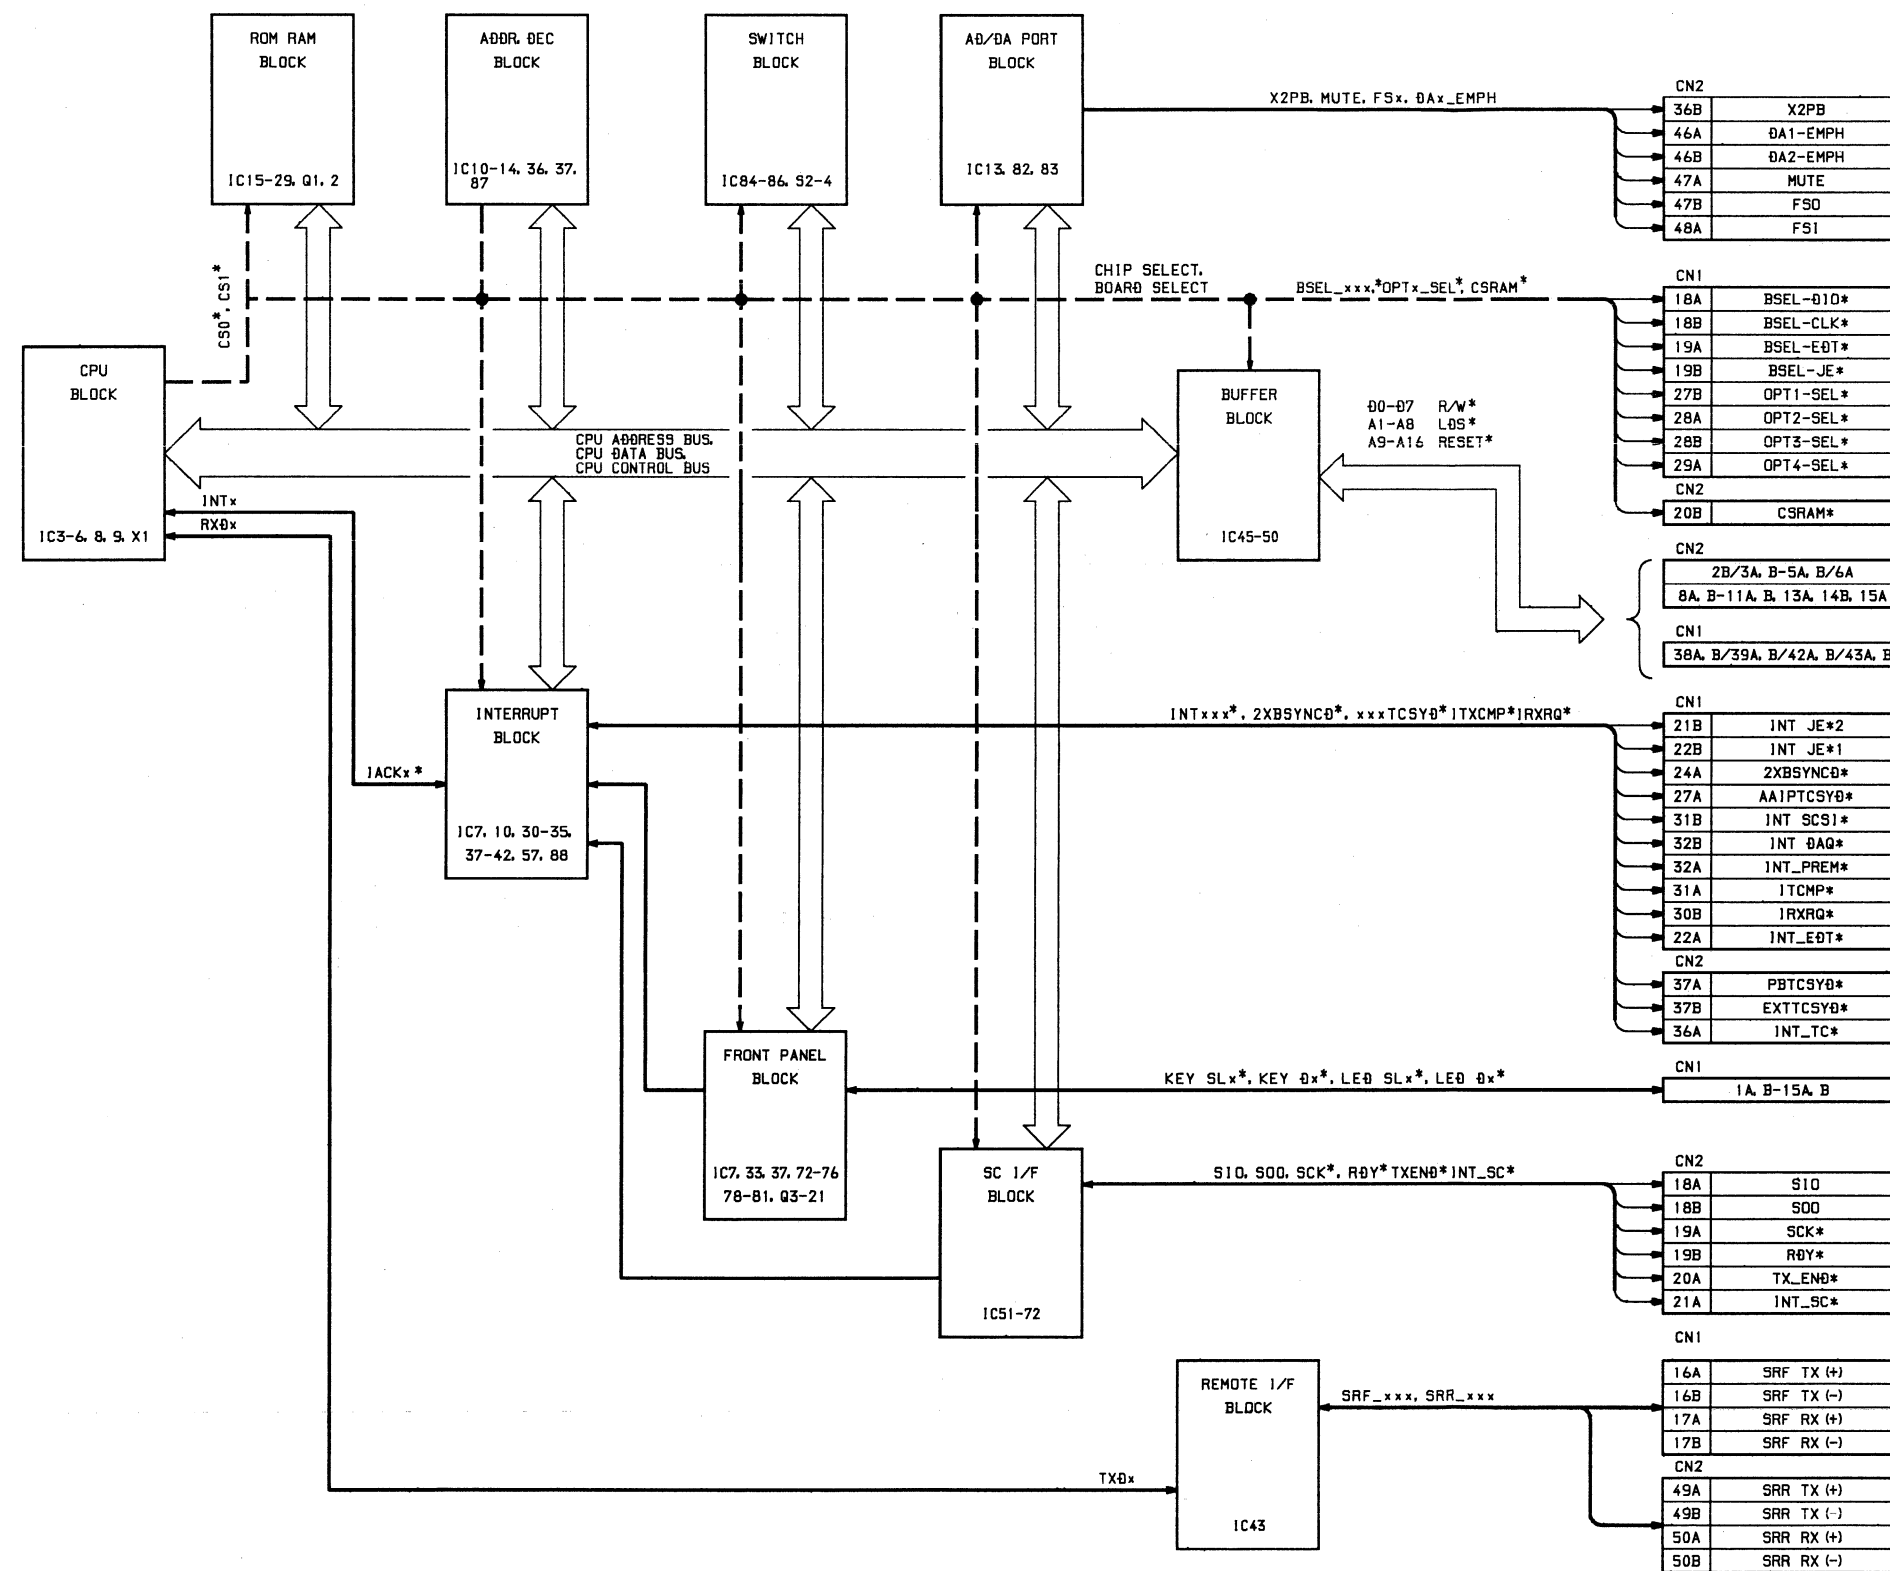 ROM RAM
BLOCK
IC15-29, Q1, 2
ADDR. DEC
BLOCK
IC10-14, 36, 37,
87
SWITCH
BLOCK
IC84-86, S2-4
AD/DA PORT
BLOCK
IC13, 82, 83
X2PB, MUTE, FSx, DAx_EMPH
CN2
36B X2PB
46A DA1-EMPH
46B DA2-EMPH
47A MUTE
47B FS0
48A FS1
CS0*, CS1*
CHIP SELECT,
BOARD SELECT
BSEL_xxx,*OPTx_SEL*, CSRAM*
CN1
18A BSEL-DIO*
18B BSEL-CLK*
19A BSEL-EDT*
19B BSEL-JE*
27B OPT1-SEL*
28A OPT2-SEL*
28B OPT3-SEL*
29A OPT4-SEL*
CN2
20B CSRAM*
CPU
BLOCK
IC3-6, 8, 9, X1
CPU ADDRESS BUS,
CPU DATA BUS,
CPU CONTROL BUS
BUFFER
BLOCK
IC45-50
D0-D7 R/W*
A1-A8 LDS*
A9-A16 RESET*
INTx
RXDx
CN2
2B/3A, B-5A, B/6A
8A, B-11A, B, 13A, 14B, 15A
CN1
38A, B/39A, B/42A, B/43A, B
INTERRUPT
BLOCK
IC7, 10, 30-35,
37-42, 57, 88
IACKx*
INTxxx*, 2XBSYNCD*, xxxTCSYD*ITXCMP*IRXRQ*
CN1
21B INT JE*2
22B INT JE*1
24A 2XBSYNCD*
27A AAIPTCSYD*
31B INT SCSI*
32B INT DAQ*
32A INT_PREM*
31A ITCMP*
30B IRXRQ*
22A INT_EDT*
CN2
37A PBTCSYD*
37B EXTTCSYD*
36A INT_TC*
FRONT PANEL
BLOCK
IC7, 33, 37, 72-76
78-81, Q3-21
KEY SLx*, KEY Dx*, LED SLx*, LED Dx*
CN1
1A, B-15A, B
SC I/F
BLOCK
IC51-72
SIO, SOO, SCK*, RDY*TXEND*INT_SC*
CN2
18A SIO
18B SOO
19A SCK*
19B RDY*
20A TX_END*
21A INT_SC*
REMOTE I/F
BLOCK
IC43
SRF_xxx, SRR_xxx
TXDx
CN1
16A SRF TX (+)
16B SRF TX (-)
17A SRF RX (+)
17B SRF RX (-)
CN2
49A SRR TX (+)
49B SRR TX (-)
50A SRR RX (+)
50B SRR RX (-)